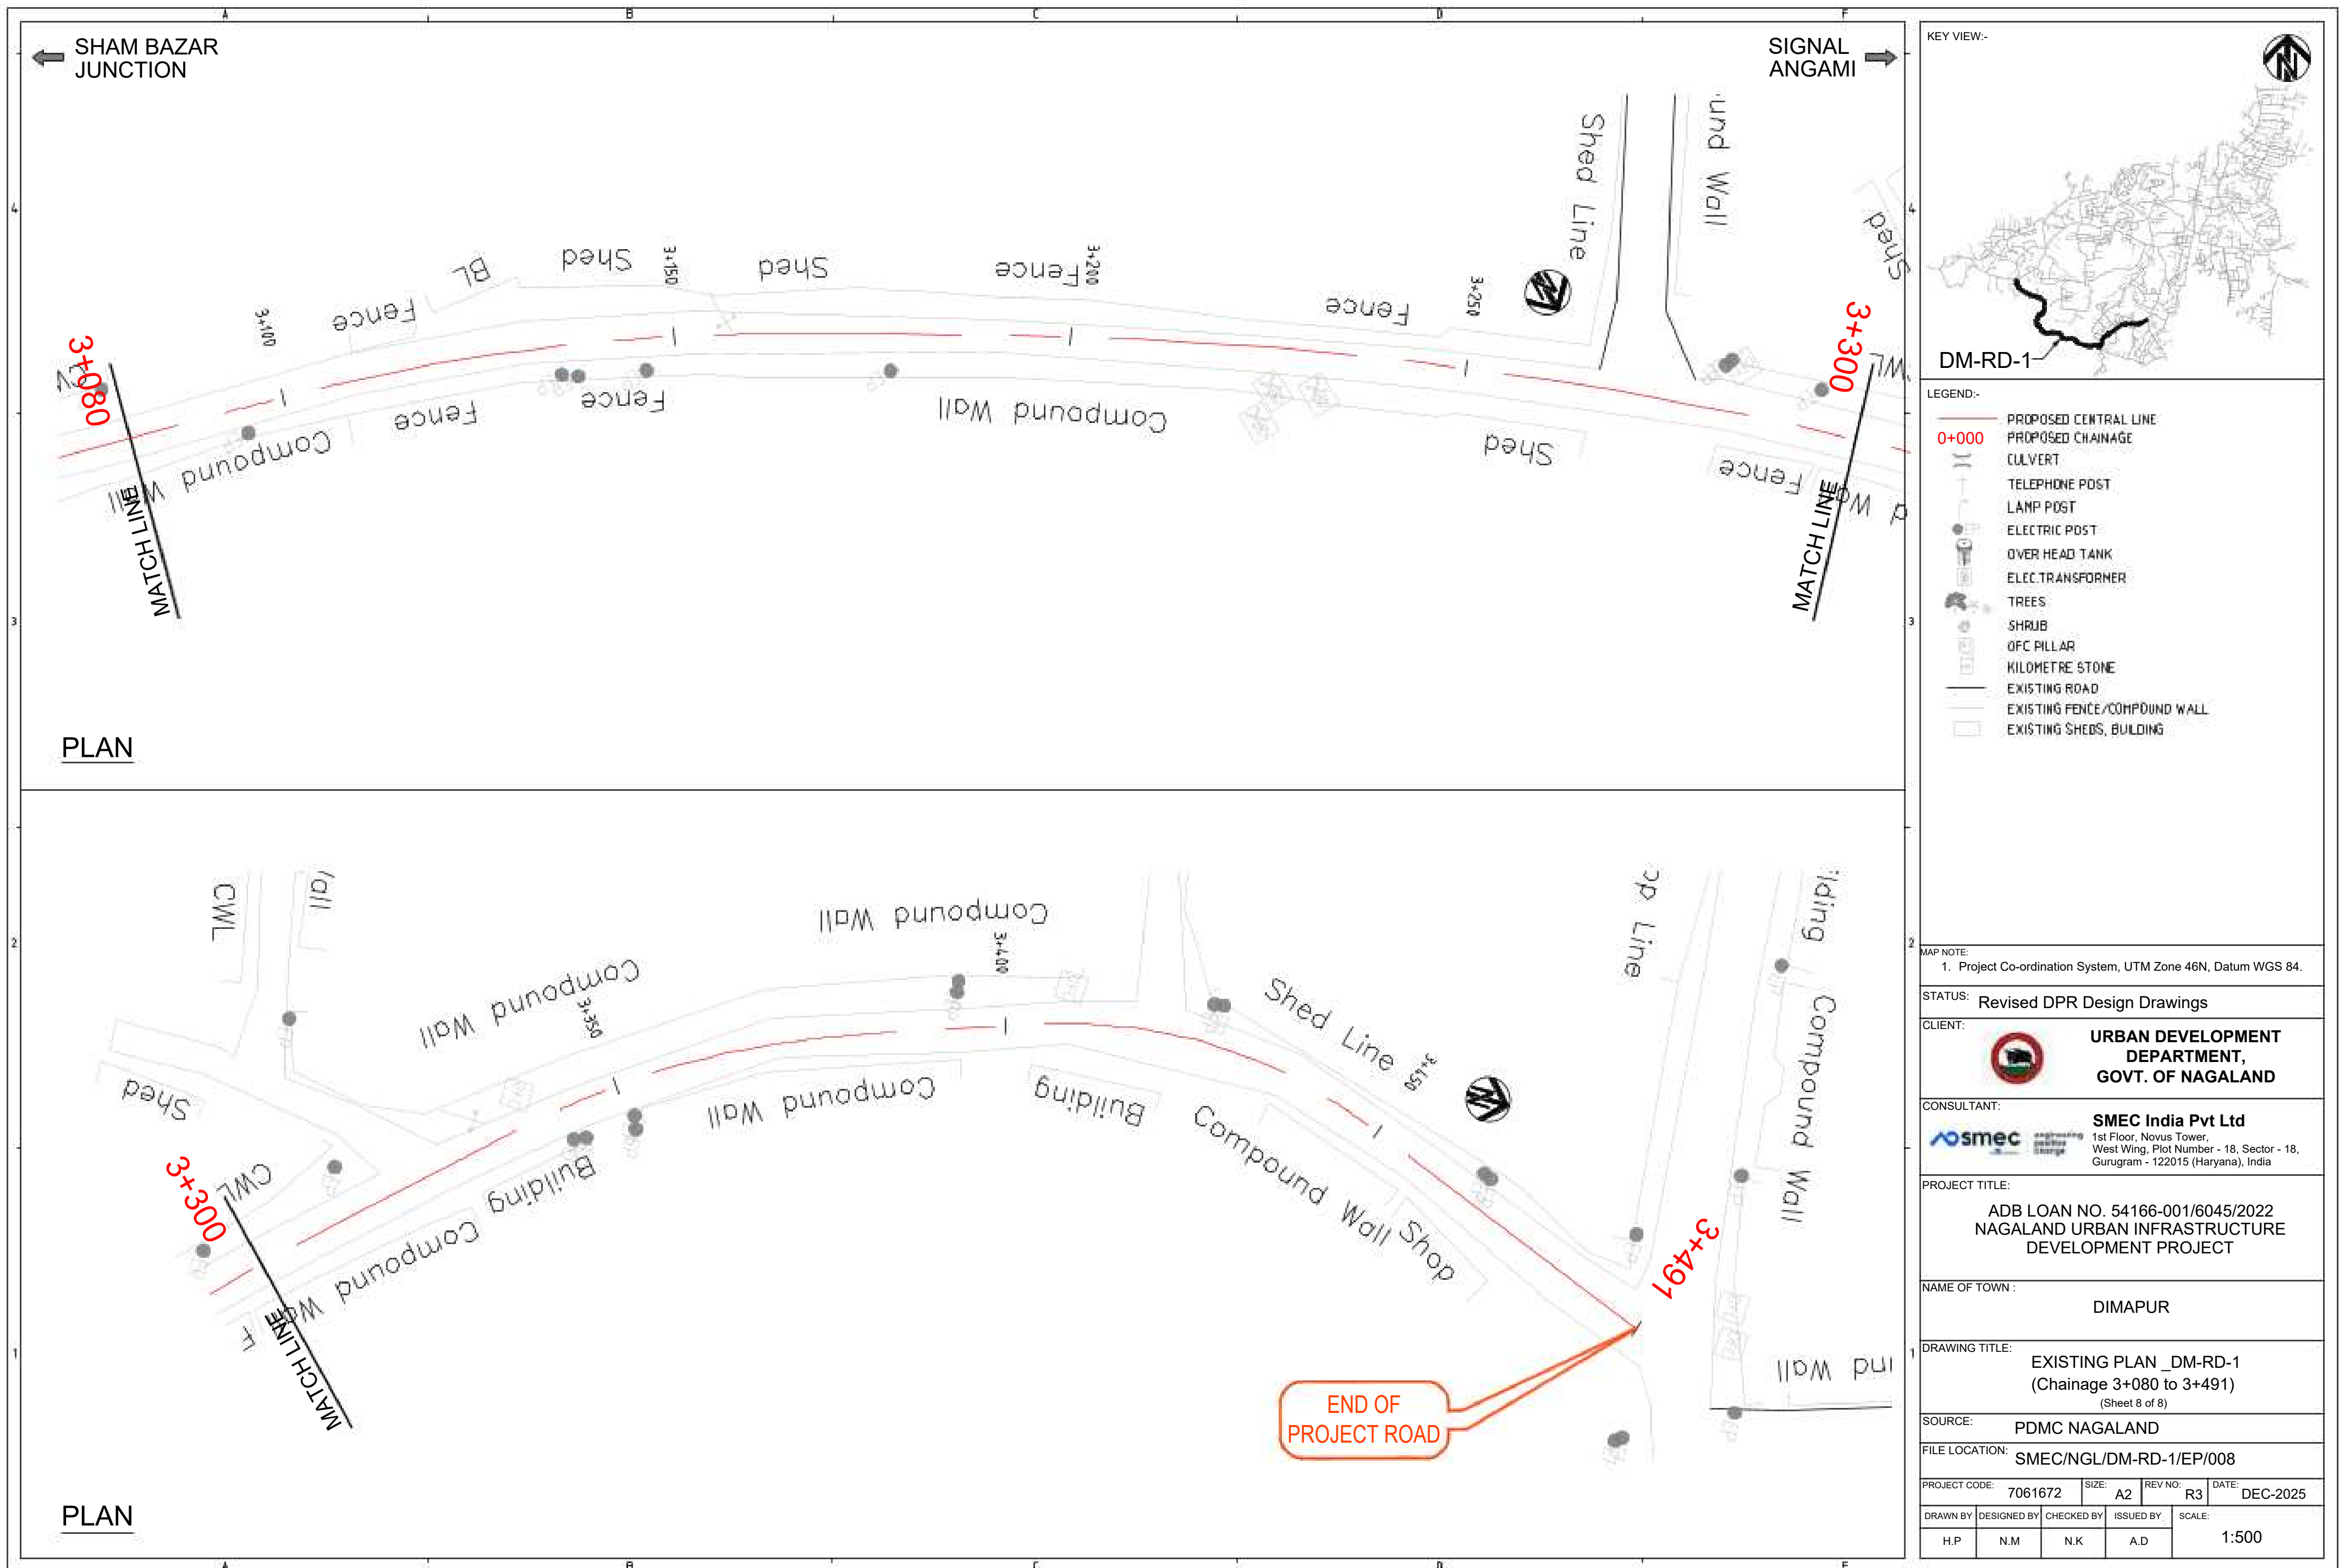 A B C D F
SHAM BAZAR
JUNCTION
SIGNAL
ANGAMI
4
3
3+080
MATCH LINE
3+100
Fence
BL
Shed
3+150
Shed
Fence
3+200
Fence
3+250
Shed Line
und Wall
Shed
3+300
Compound
Fence
Fence
Compound Wall
Shed
Fence
MATCH LINE
PLAN
2
1
CWL
Compound Wall
3+350
Compound Wall
3+400
Shed Line
3+450
Shed
3+300
CWL
MATCH LINE
Compound
Building
Compound Wall
Building
Compound Wall
Shop
3+491
pp Line
ilding
Compound Wall
END OF
PROJECT ROAD
PLAN
A B C D F
KEY VIEW:-
N
DM-RD-1
LEGEND:-
PROPOSED CENTRAL LINE
0+000 PROPOSED CHAINAGE
CULVERT
TELEPHONE POST
LAMP POST
ELECTRIC POST
OVER HEAD TANK
ELEC.TRANSFORMER
TREES
SHRUB
OFC PILLAR
KILOMETRE STONE
EXISTING ROAD
EXISTING FENCE/COMPOUND WALL
EXISTING SHEDS, BUILDING
MAP NOTE:
1. Project Co-ordination System, UTM Zone 46N, Datum WGS 84.
STATUS: Revised DPR Design Drawings
CLIENT:
URBAN DEVELOPMENT
DEPARTMENT,
GOVT. OF NAGALAND
CONSULTANT:
smec
engineering
positive
change
SMEC India Pvt Ltd
1st Floor, Novus Tower,
West Wing, Plot Number - 18, Sector - 18,
Gurugram - 122015 (Haryana), India
PROJECT TITLE:
ADB LOAN NO. 54166-001/6045/2022
NAGALAND URBAN INFRASTRUCTURE
DEVELOPMENT PROJECT
NAME OF TOWN :
DIMAPUR
DRAWING TITLE:
EXISTING PLAN _DM-RD-1
(Chainage 3+080 to 3+491)
(Sheet 8 of 8)
SOURCE: PDMC NAGALAND
FILE LOCATION: SMEC/NGL/DM-RD-1/EP/008
PROJECT CODE: 7061672 SIZE: A2 REV NO: R3 DATE: DEC-2025
DRAWN BY DESIGNED BY CHECKED BY ISSUED BY SCALE:
H.P N.M N.K A.D 1:500